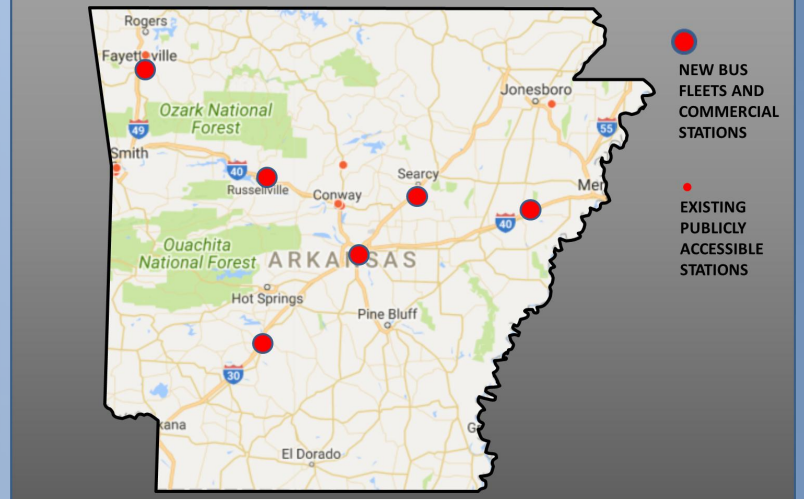 Rogers
Fayetteville
Ozark National
Forest
49
Smith
40
Russellville
Conway
Searcy
Jonesboro
55
Mem
40
Ouachita
National Forest
ARKANSAS
Hot Springs
Pine Bluff
30
kana
El Dorado
G
NEW BUS
FLEETS AND
COMMERCIAL
STATIONS
EXISTING
PUBLICLY
ACCESSIBLE
STATIONS